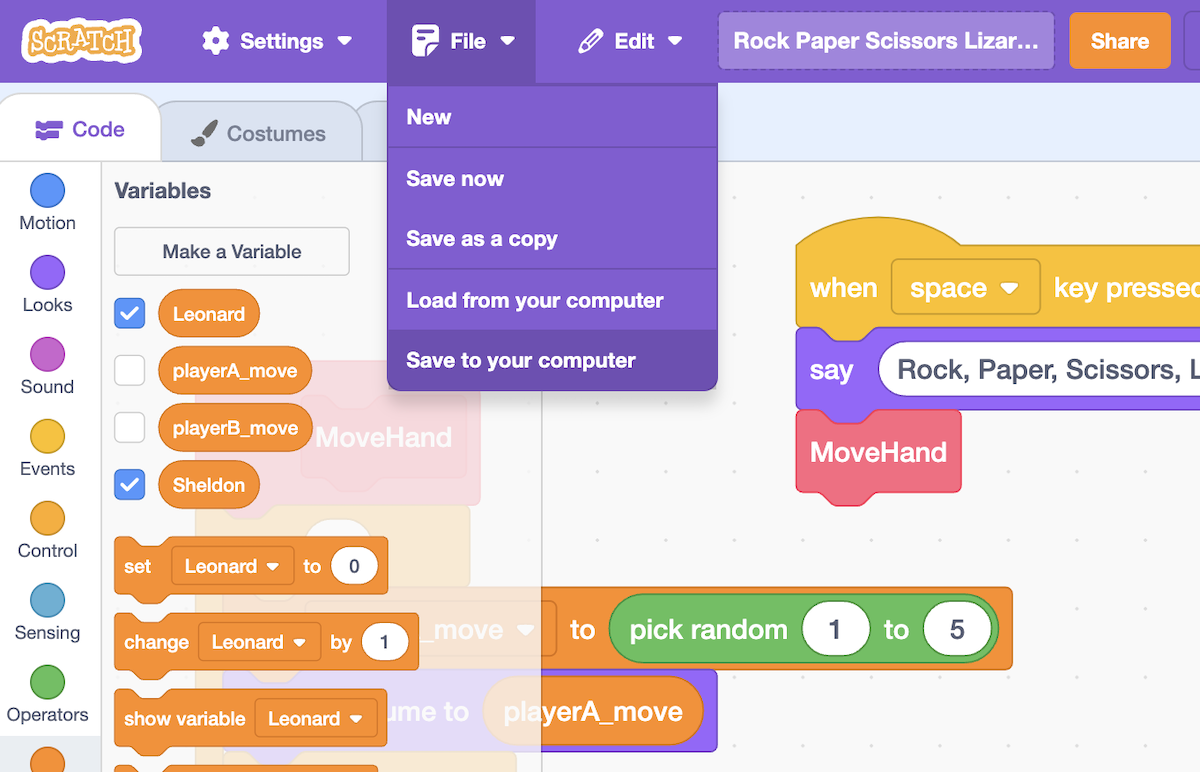 SCRATCH Settings File Edit Rock Paper Scissors Lizar... Share
Code Costumes
New
Save now
Save as a copy
Load from your computer
Save to your computer
Motion
Looks
Sound
Events
Control
Sensing
Operators
Variables
Make a Variable
Leonard
playerA_move
playerB_move
Sheldon
set Leonard to 0
change Leonard by 1
show variable Leonard
when space key pressed
say Rock, Paper, Scissors, L
MoveHand
MoveHand
_move to pick random 1 to 5
ume to playerA_move